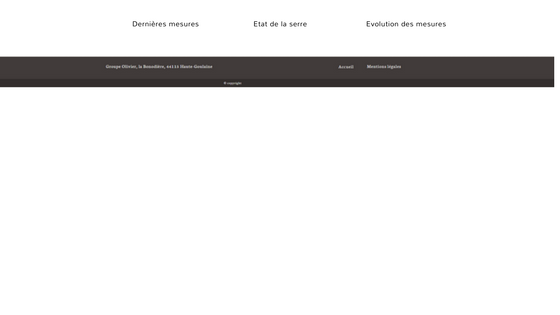 Dernières mesures Etat de la serre Evolution des mesures
Groupe Olivier, la Bouadière, 44115 Haute-Goulaine Accueil Mentions légales
© copyright